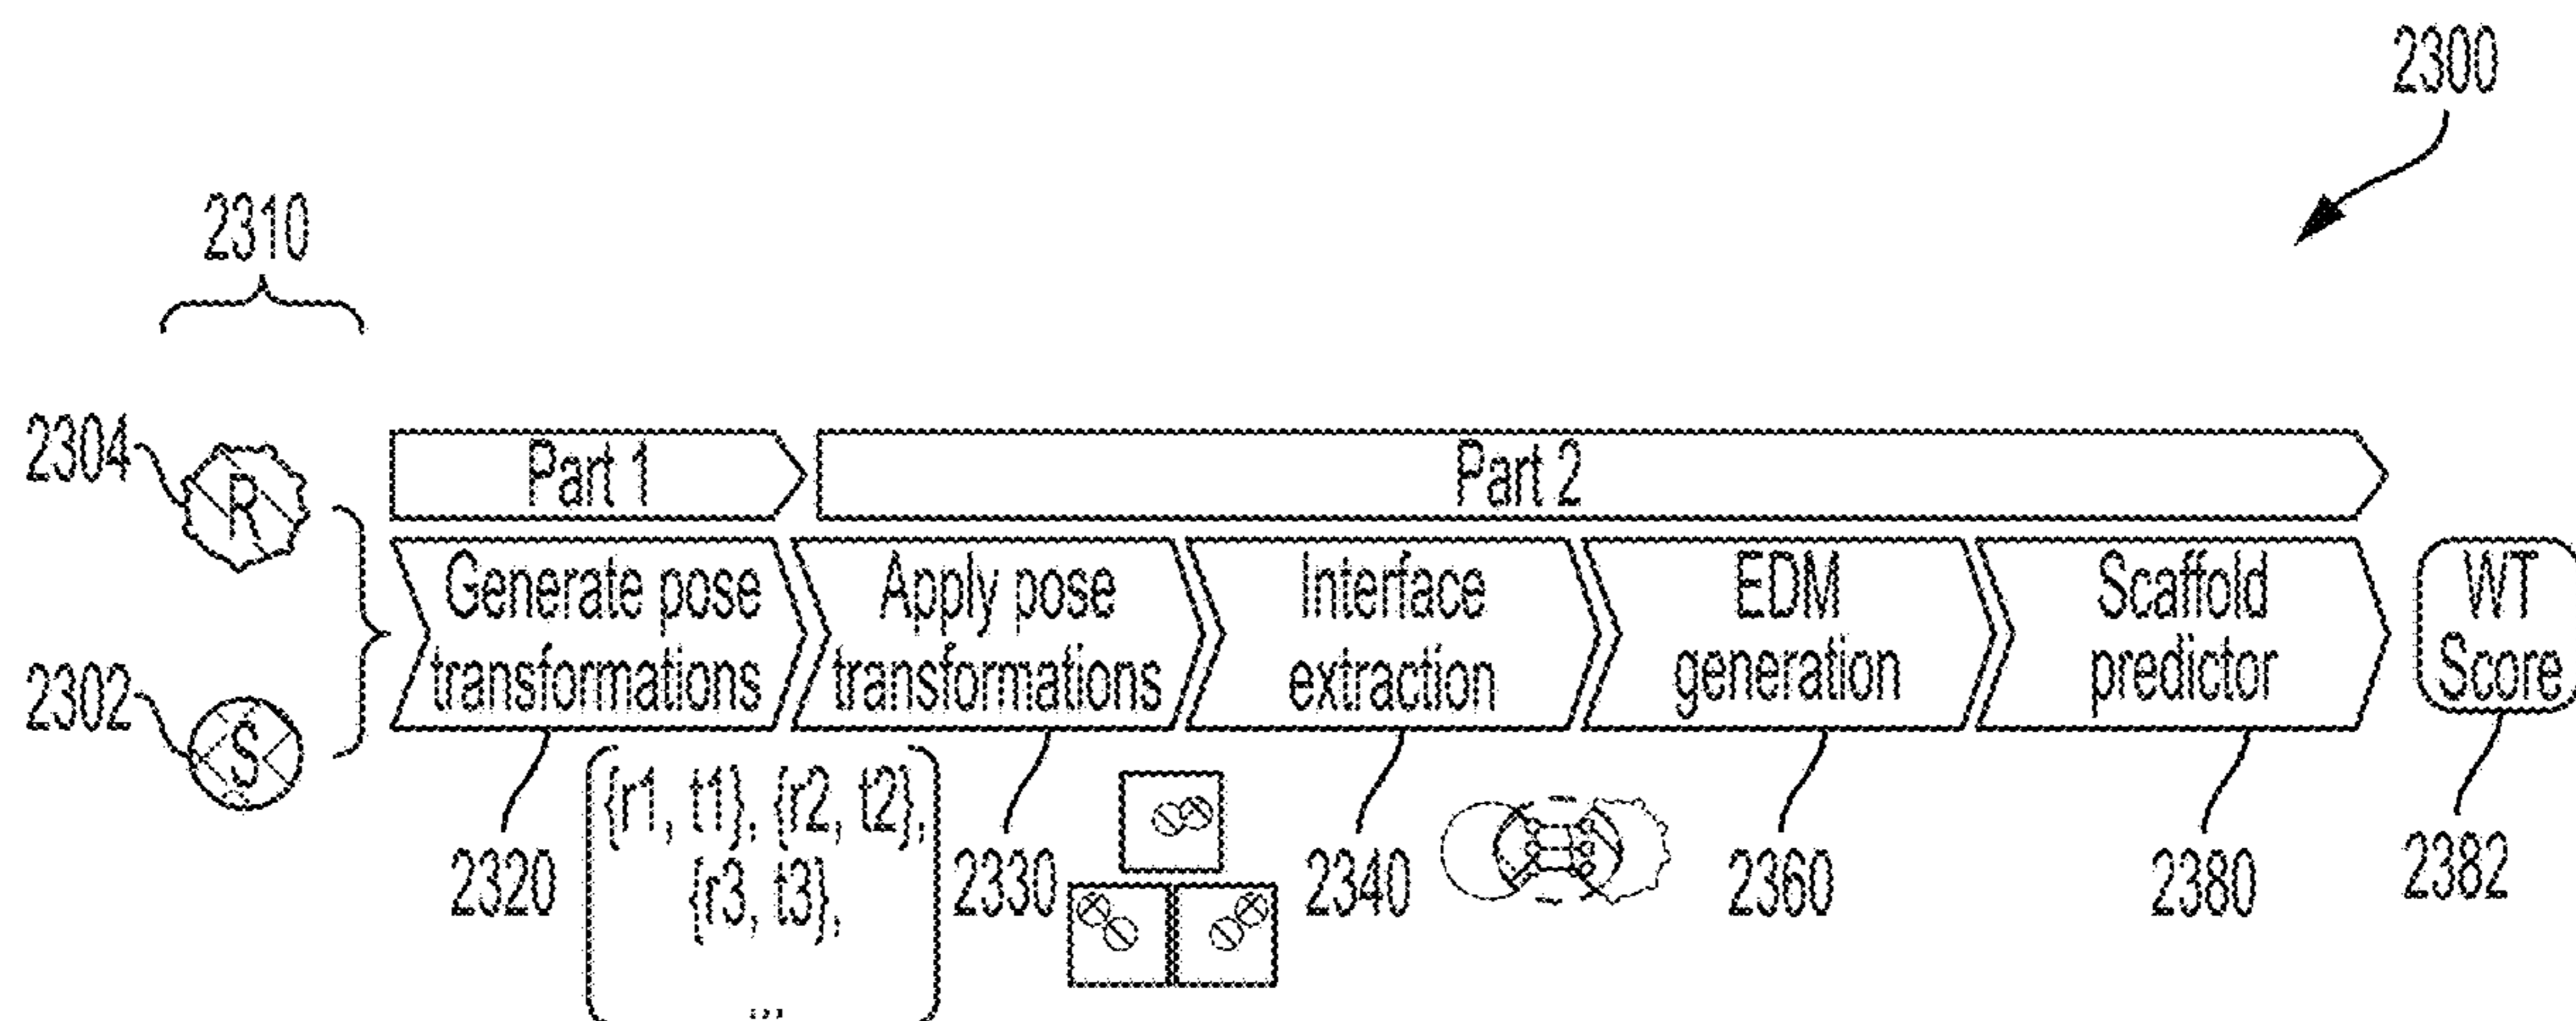 2300
2310
2304
R
Part 1
Part 2
Generate pose
transformations
Apply pose
transformations
Interface
extraction
EDM
generation
Scaffold
predictor
WT
Score
2302
S
{r1, t1}, {r2, t2},
{r3, t3},
...
2320
2330
2340
2360
2380
2382